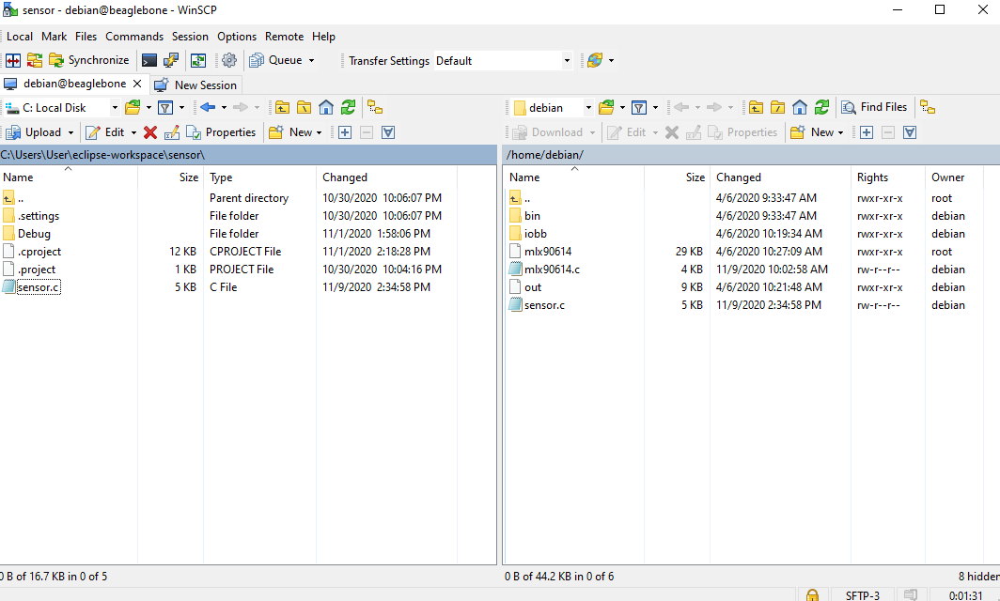 sensor - debian@beaglebone - WinSCP
Local Mark Files Commands Session Options Remote Help
Synchronize Queue Transfer Settings Default
debian@beaglebone New Session
C: Local Disk debian Find Files
Upload Edit Properties New Download Edit Properties New
C:\Users\User\eclipse-workspace\sensor\ /home/debian/
Name Size Type Changed Name Size Changed Rights Owner
.. Parent directory 10/30/2020 10:06:07 PM .. 4/6/2020 9:33:47 AM rwxr-xr-x root
.settings File folder 10/30/2020 10:06:07 PM bin 4/6/2020 9:33:47 AM rwxr-xr-x debian
Debug File folder 11/1/2020 1:58:06 PM iobb 4/6/2020 10:19:34 AM rwxr-xr-x debian
.cproject 12 KB CPROJECT File 11/1/2020 2:18:28 PM mlx90614 29 KB 4/6/2020 10:27:09 AM rwxr-xr-x root
.project 1 KB PROJECT File 10/30/2020 10:04:16 PM mlx90614.c 4 KB 11/9/2020 10:02:58 AM rw-r--r-- debian
sensor.c 5 KB C File 11/9/2020 2:34:58 PM out 9 KB 4/6/2020 10:21:48 AM rwxr-xr-x debian
sensor.c 5 KB 11/9/2020 2:34:58 PM rw-r--r-- debian
0 B of 16.7 KB in 0 of 5 0 B of 44.2 KB in 0 of 6 8 hidden
SFTP-3 0:01:31